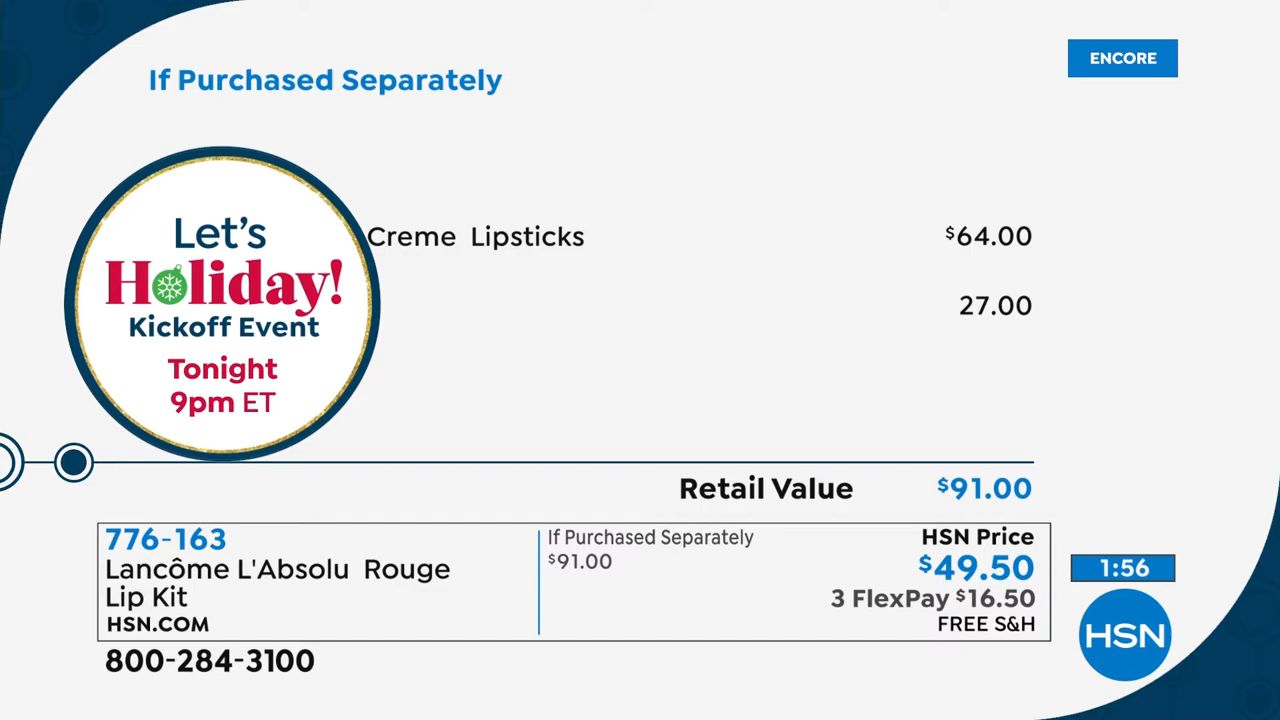 If Purchased Separately
ENCORE
Let's
Holiday!
Kickoff Event
Tonight
9pm ET
Creme Lipsticks $64.00
27.00
Retail Value $91.00
776-163
Lancôme L'Absolu Rouge
Lip Kit
HSN.COM
If Purchased Separately
$91.00
HSN Price
$49.50
3 FlexPay $16.50
FREE S&H
1:56
HSN
800-284-3100